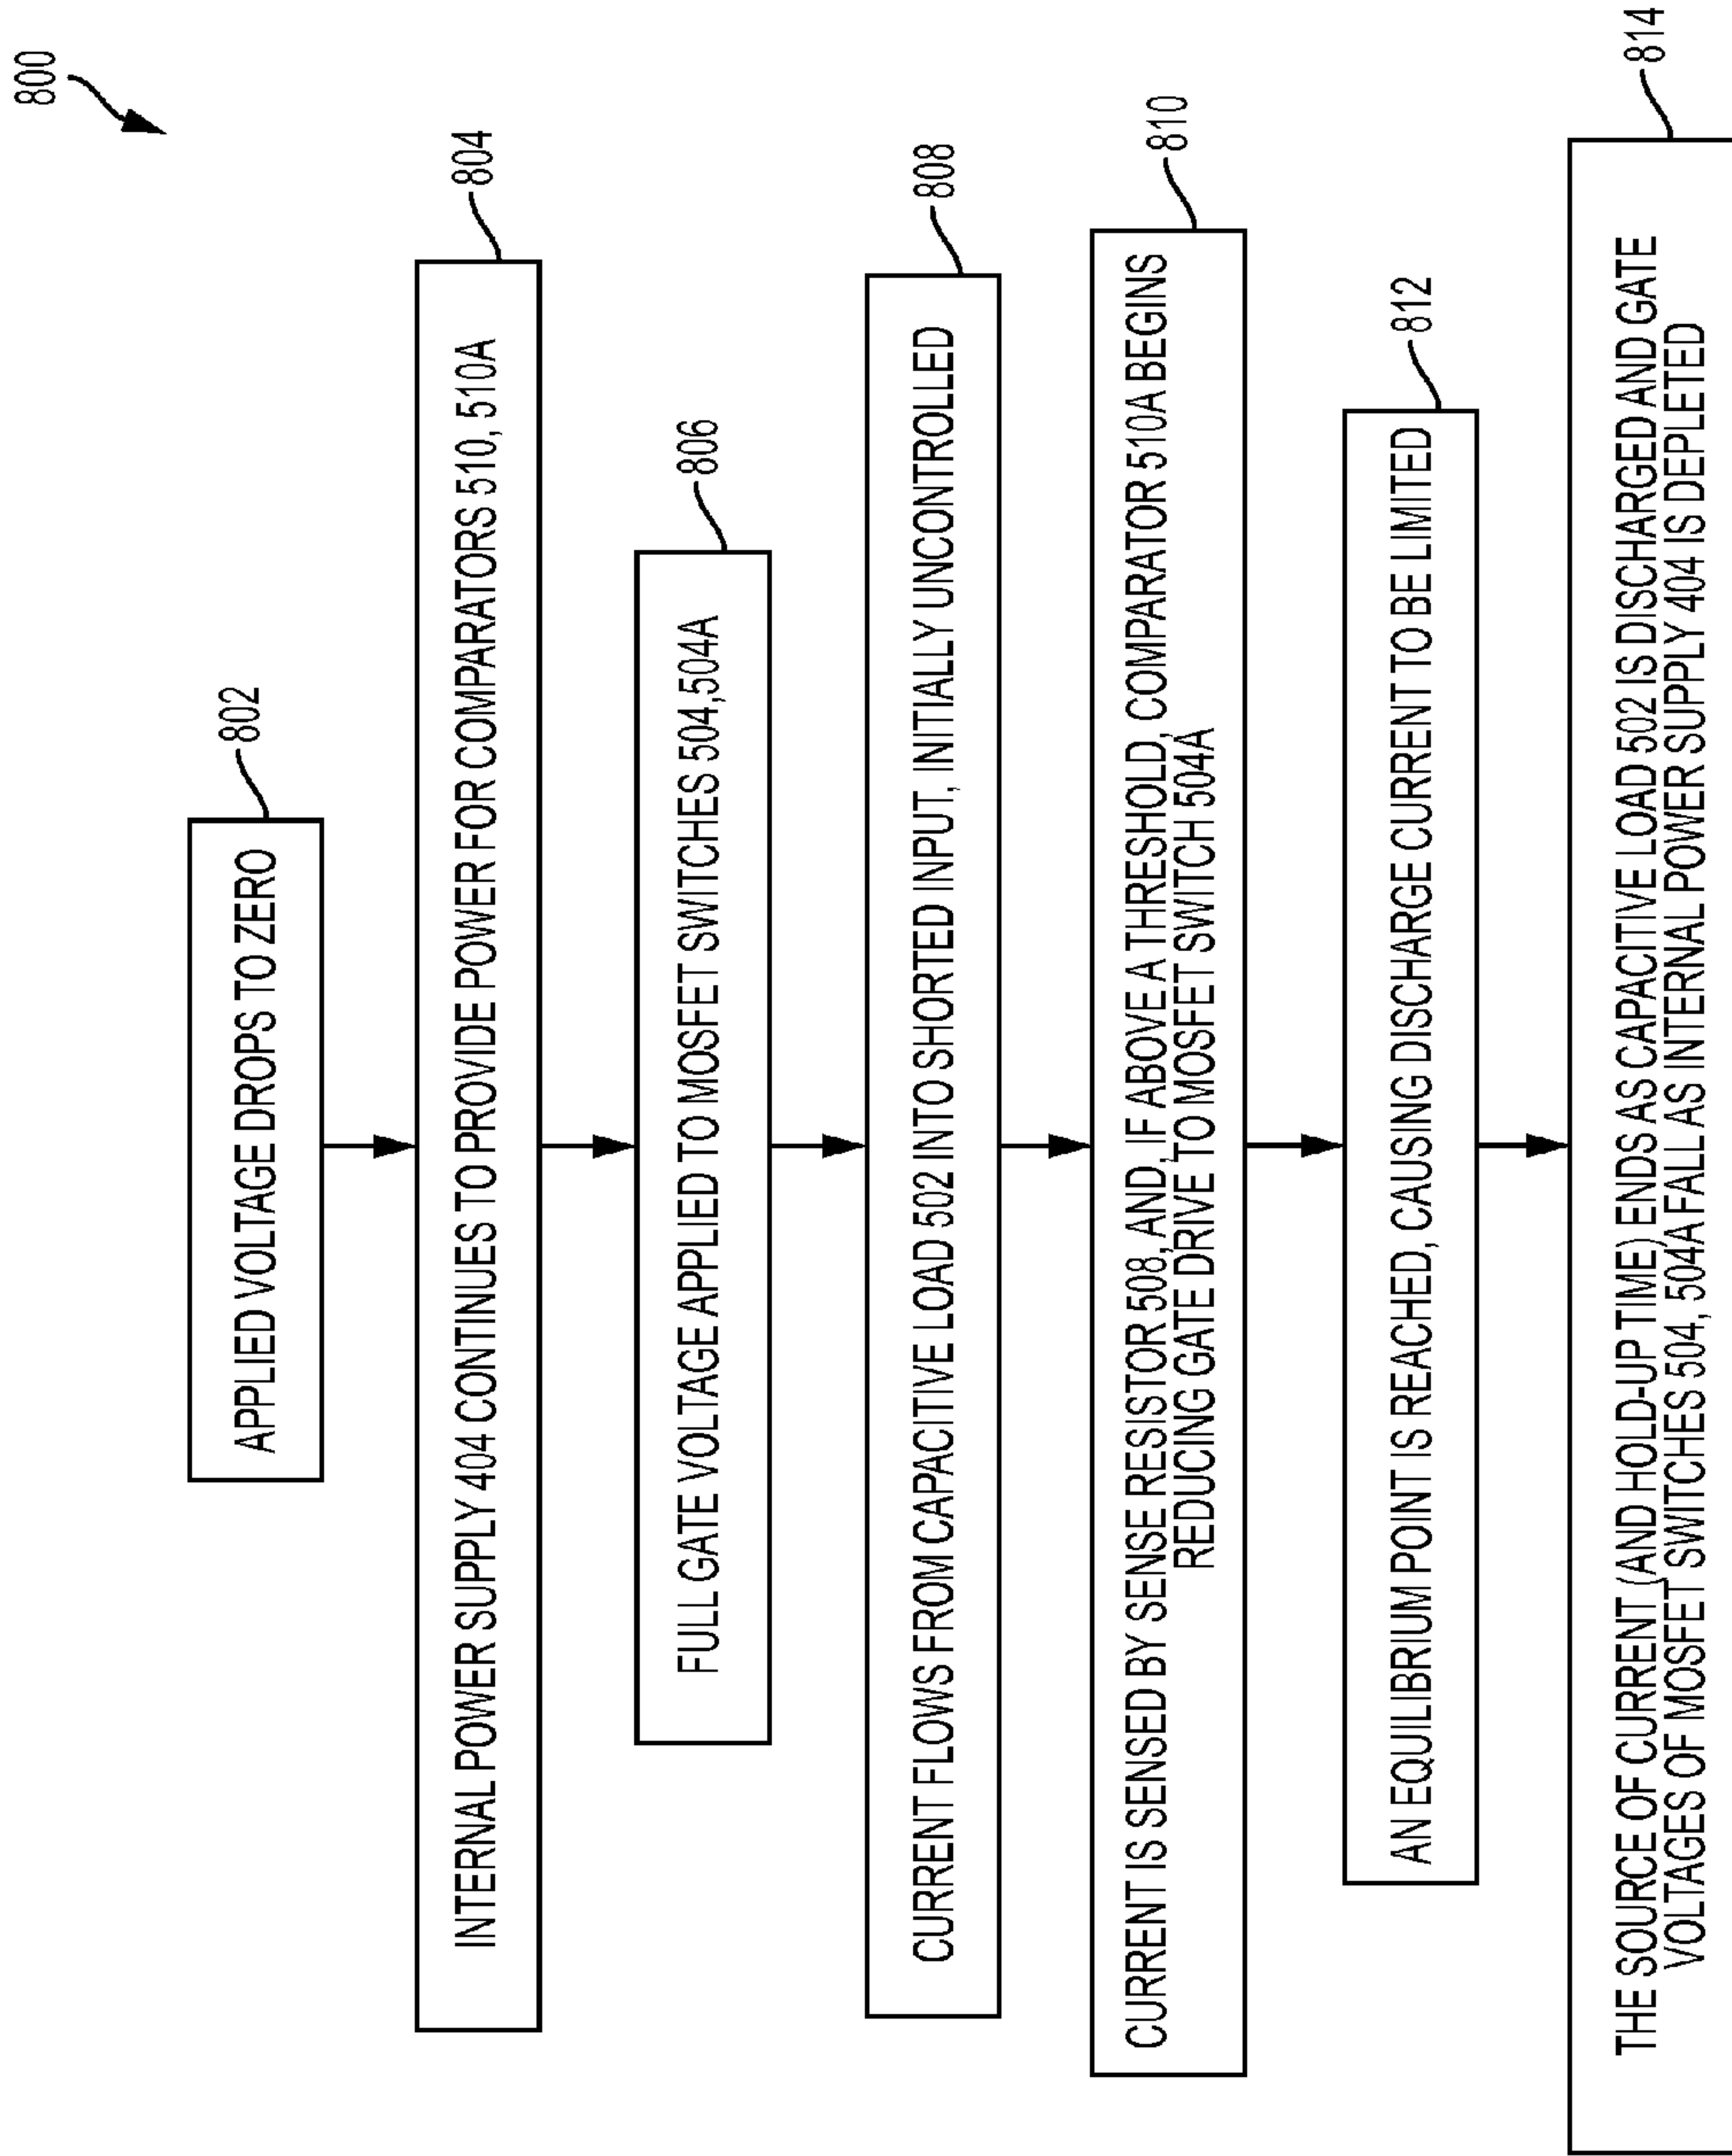 800
802
APPLIED VOLTAGE DROPS TO ZERO
804
INTERNAL POWER SUPPLY 404 CONTINUES TO PROVIDE POWER FOR COMPARATORS 510, 510A
806
FULL GATE VOLTAGE APPLIED TO MOSFET SWITCHES 504,504A
808
CURRENT FLOWS FROM CAPACITIVE LOAD 502 INTO SHORTED INPUT, INITIALLY UNCONTROLLED
810
CURRENT IS SENSED BY SENSE RESISTOR 508, AND, IF ABOVE A THRESHOLD, COMPARATOR 510A BEGINS
REDUCING GATE DRIVE TO MOSFET SWITCH 504A
812
AN EQUILIBRIUM POINT IS REACHED, CAUSING DISCHARGE CURRENT TO BE LIMITED
814
THE SOURCE OF CURRENT (AND HOLD-UP TIME) ENDS AS CAPACITIVE LOAD 502 IS DISCHARGED AND GATE
VOLTAGES OF MOSFET SWITCHES 504, 504A FALL AS INTERNAL POWER SUPPLY 404 IS DEPLETED